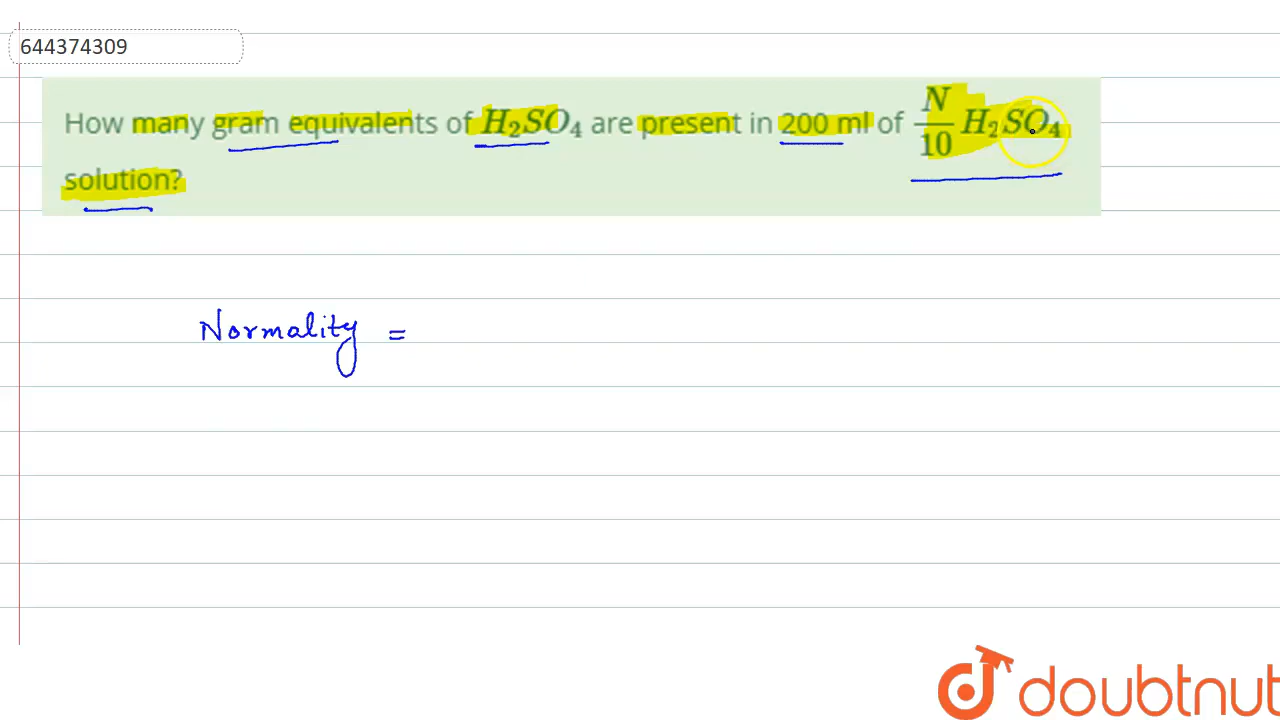 644374309
How many gram equivalents of H₂SO₄ are present in 200 ml of N/10 H₂SO₄
solution?
Normality =
doubtnut